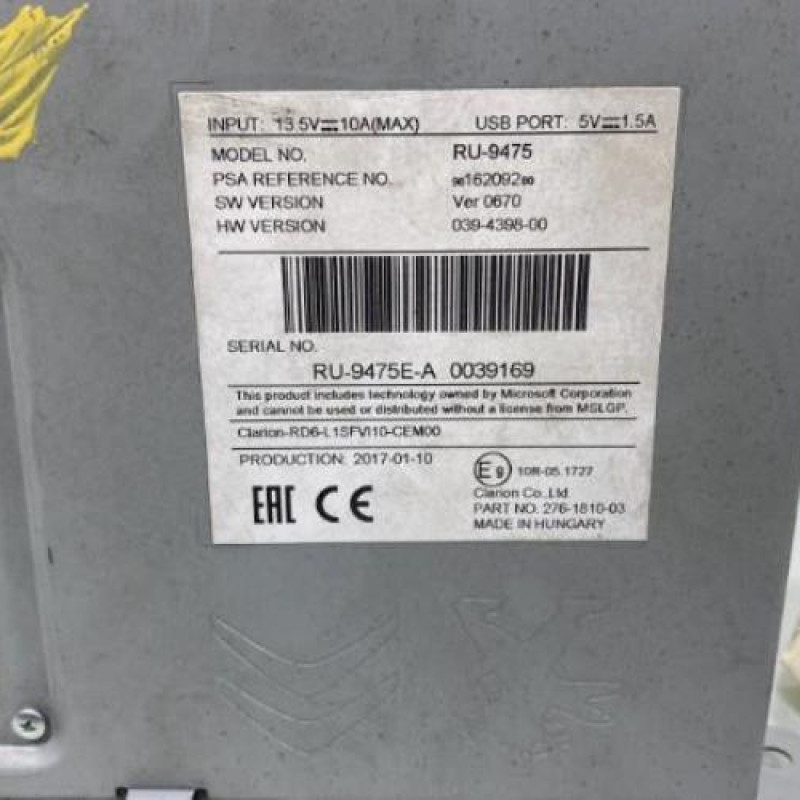 INPUT: 13.5V⎓10A(MAX) USB PORT: 5V⎓1.5A
MODEL NO. RU-9475
PSA REFERENCE NO. 9816209280
SW VERSION Ver 0670
HW VERSION 039-4398-00
SERIAL NO.
RU-9475E-A 0039169
This product includes technology owned by Microsoft Corporation
and cannot be used or distributed without a license from MSLGP.
Clarion-RD6-L1SFVI10-CEM00
PRODUCTION: 2017-01-10
E9 10R-05.1727
EAC CE
Clarion Co.,Ltd.
PART NO. 276-1810-03
MADE IN HUNGARY